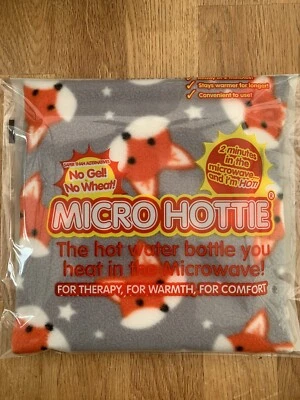 ✓ Stays warmer for longer!
✓ Convenient to use!
No Gel!
No Wheat!
2 minutes
in the
microwave...
and I'm HOT!
MICRO HOTTIE®
The hot water bottle you
heat in the Microwave!
FOR THERAPY, FOR WARMTH, FOR COMFORT